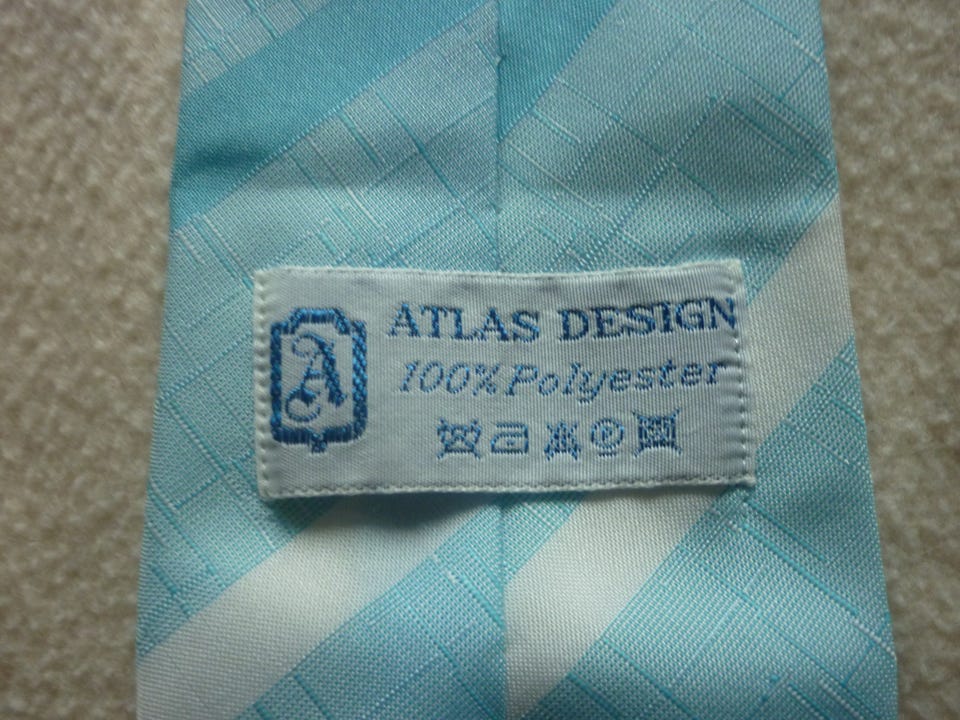 A
ATLAS DESIGN
100% Polyester